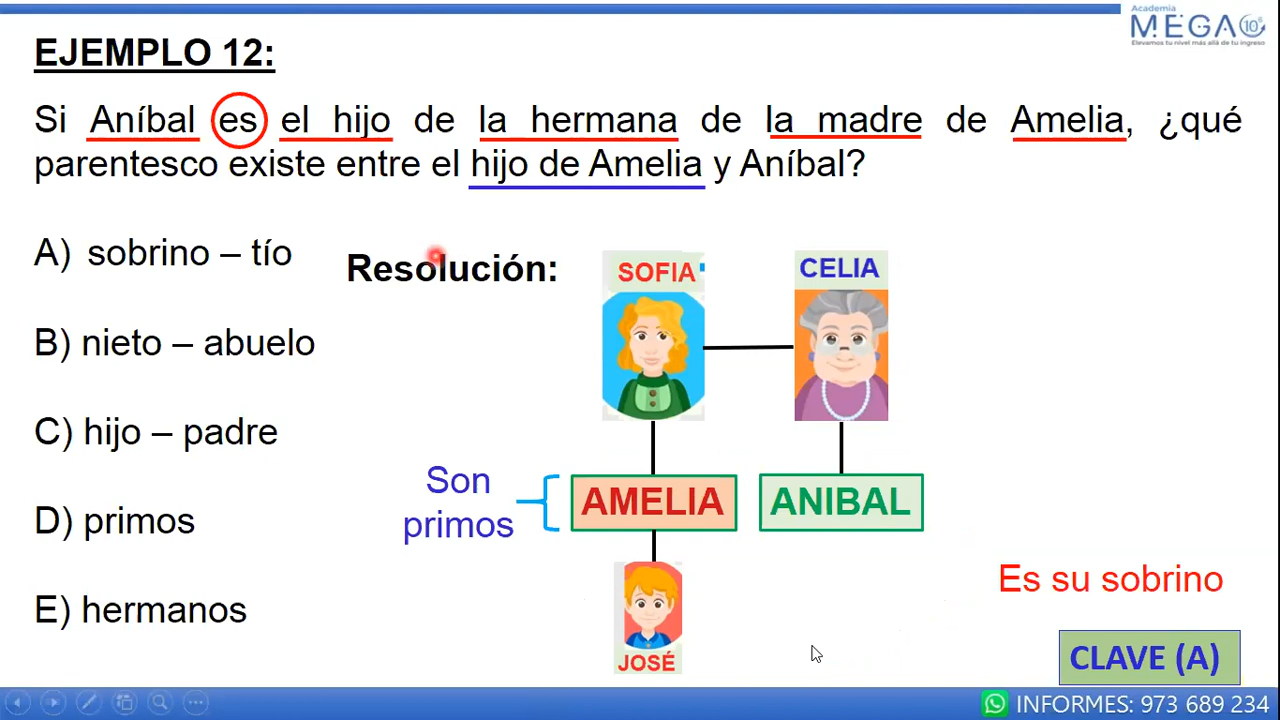 Academia
MEGA 10
Elevamos tu nivel más allá de tu ingreso
EJEMPLO 12:
Si Aníbal es el hijo de la hermana de la madre de Amelia, ¿qué
parentesco existe entre el hijo de Amelia y Aníbal?
A) sobrino – tío
B) nieto – abuelo
C) hijo – padre
D) primos
E) hermanos
Resolución:
SOFIA
CELIA
Son
primos
AMELIA
ANIBAL
JOSÉ
Es su sobrino
CLAVE (A)
INFORMES: 973 689 234